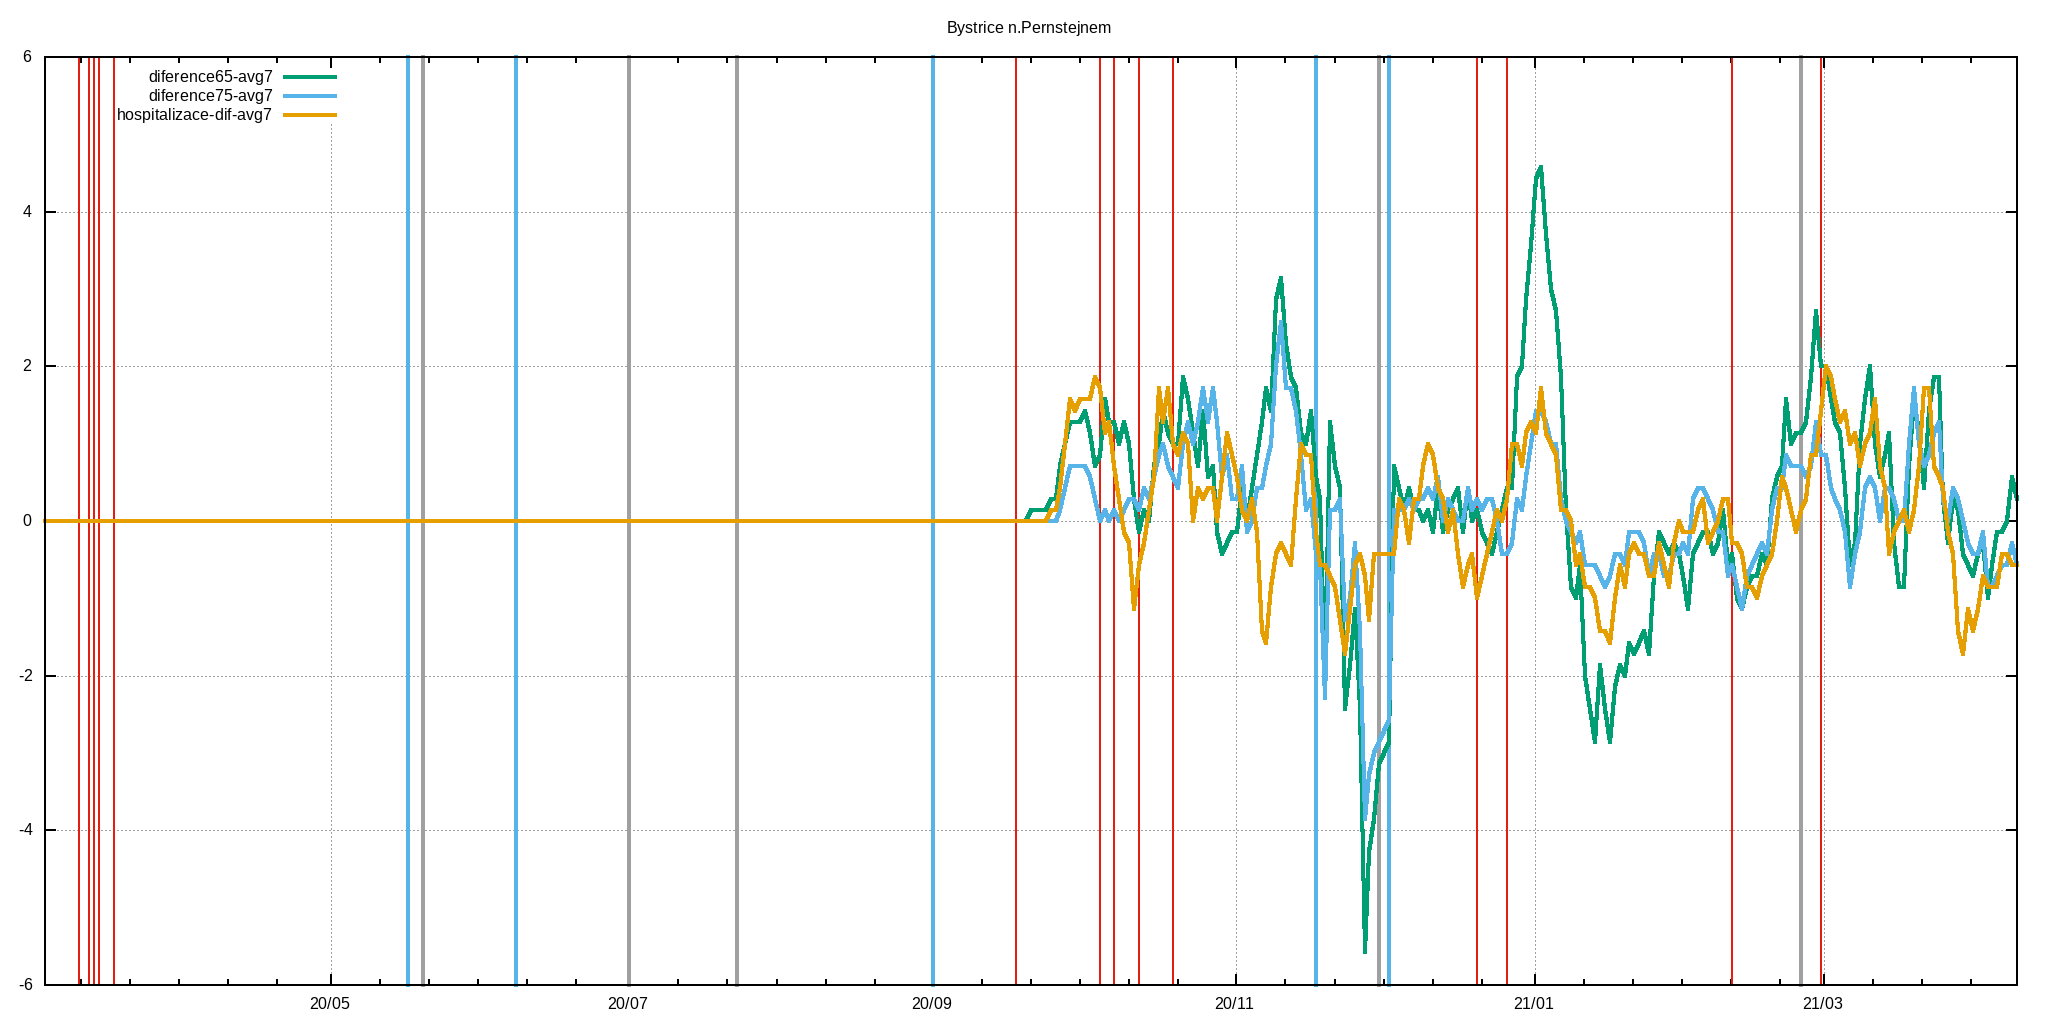 Bystrice n.Pernstejnem
6
diference65-avg7
diference75-avg7
hospitalizace-dif-avg7
4
2
0
-2
-4
-6
20/05 20/07 20/09 20/11 21/01 21/03